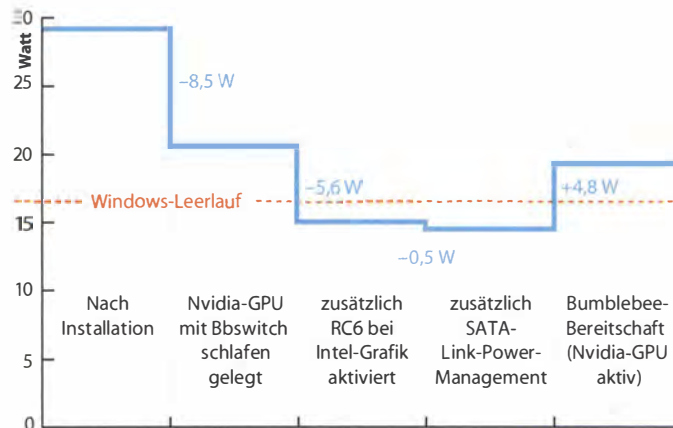 30
Watt
25
20
15
10
5
0
–8,5 W
–5,6 W
–0,5 W
+4,8 W
Windows-Leerlauf
Nach
Installation
Nvidia-GPU
mit Bbswitch
schlafen
gelegt
zusätzlich
RC6 bei
Intel-Grafik
aktiviert
zusätzlich
SATA-
Link-Power-
Management
Bumblebee-
Bereitschaft
(Nvidia-GPU
aktiv)